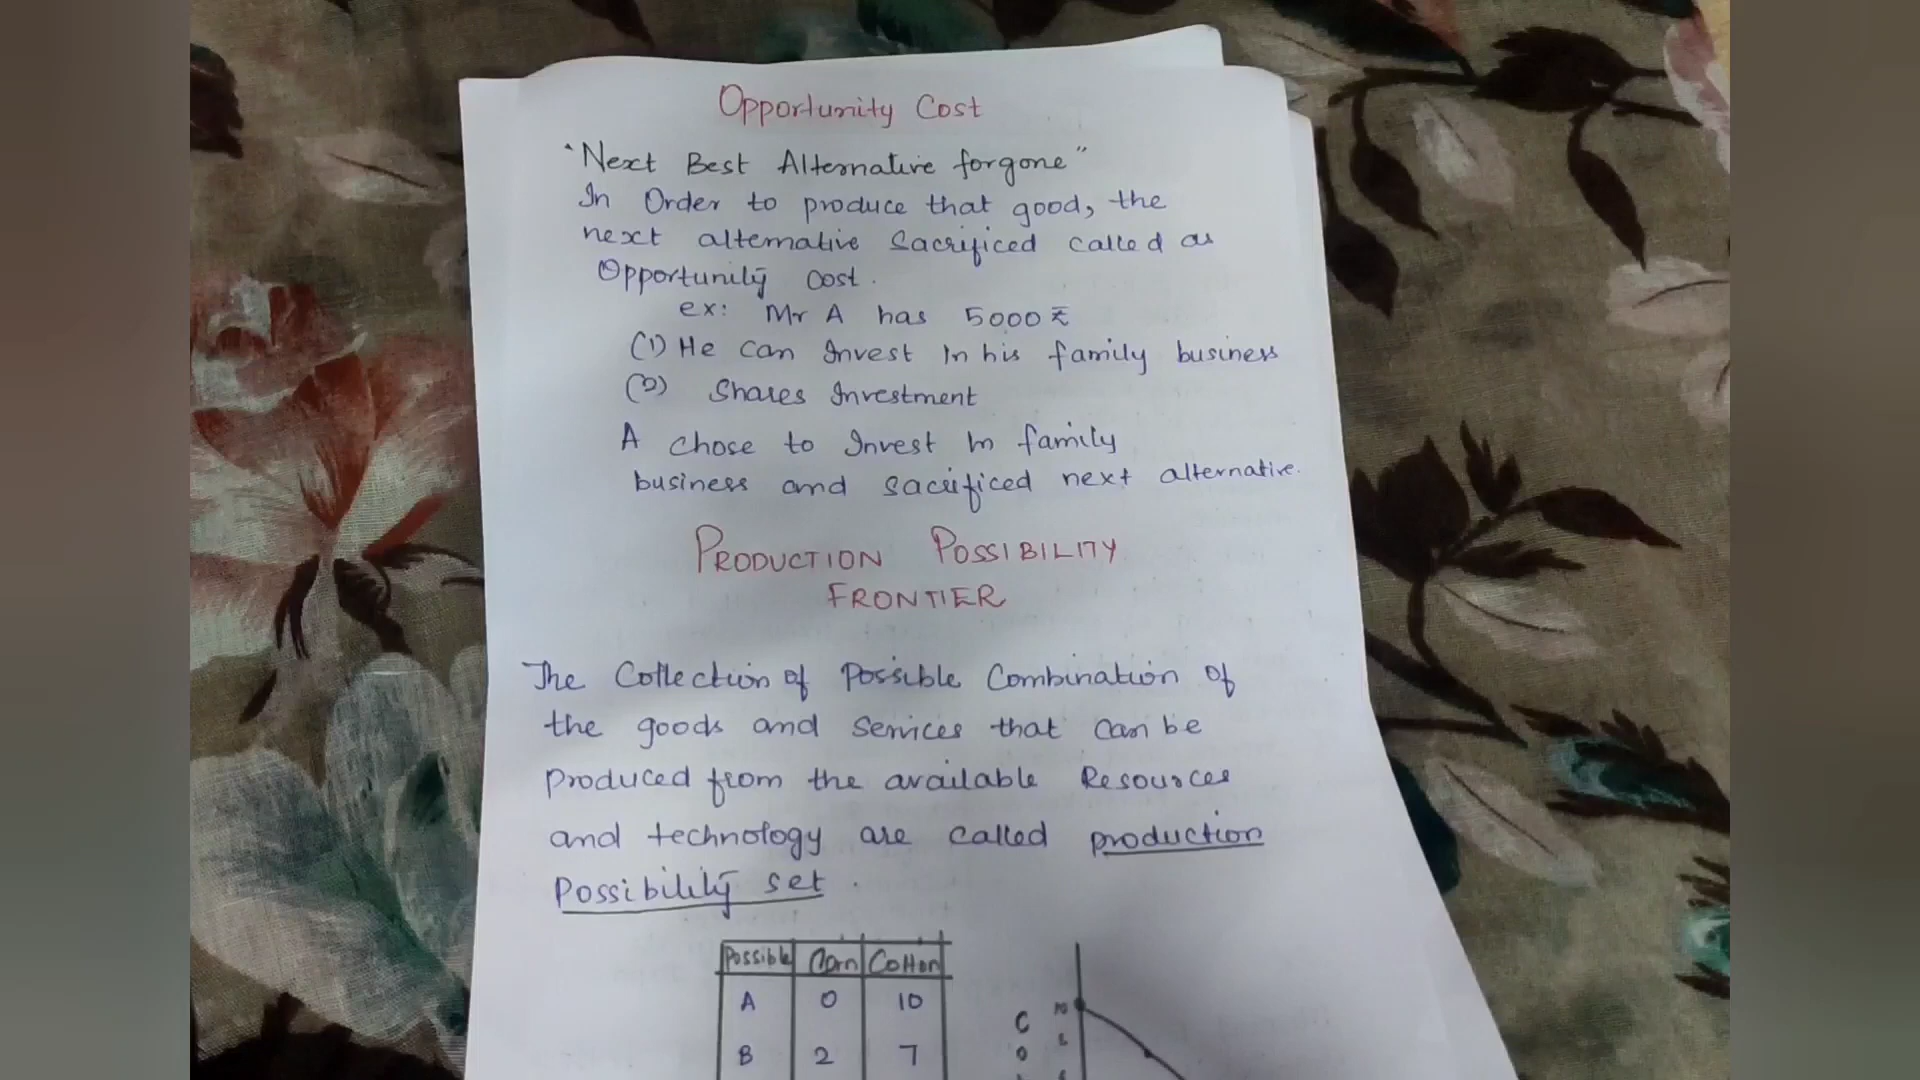 Opportunity Cost
"Next Best Alternative forgone"
In Order to produce that good, the
next alternative Sacrificed called as
Opportunity cost.
ex: Mr A has 5000 ₹
(1) He can Invest In his family business
(2) Shares Investment
A chose to Invest In family
business and sacrificed next alternative.
PRODUCTION POSSIBILITY
FRONTIER
The Collection of Possible Combination of
the goods and services that can be
Produced from the available Resources
and technology are called production
Possibility set.
Possible Corn Cotton
A 0 10
B 2 7
10
C
8
O